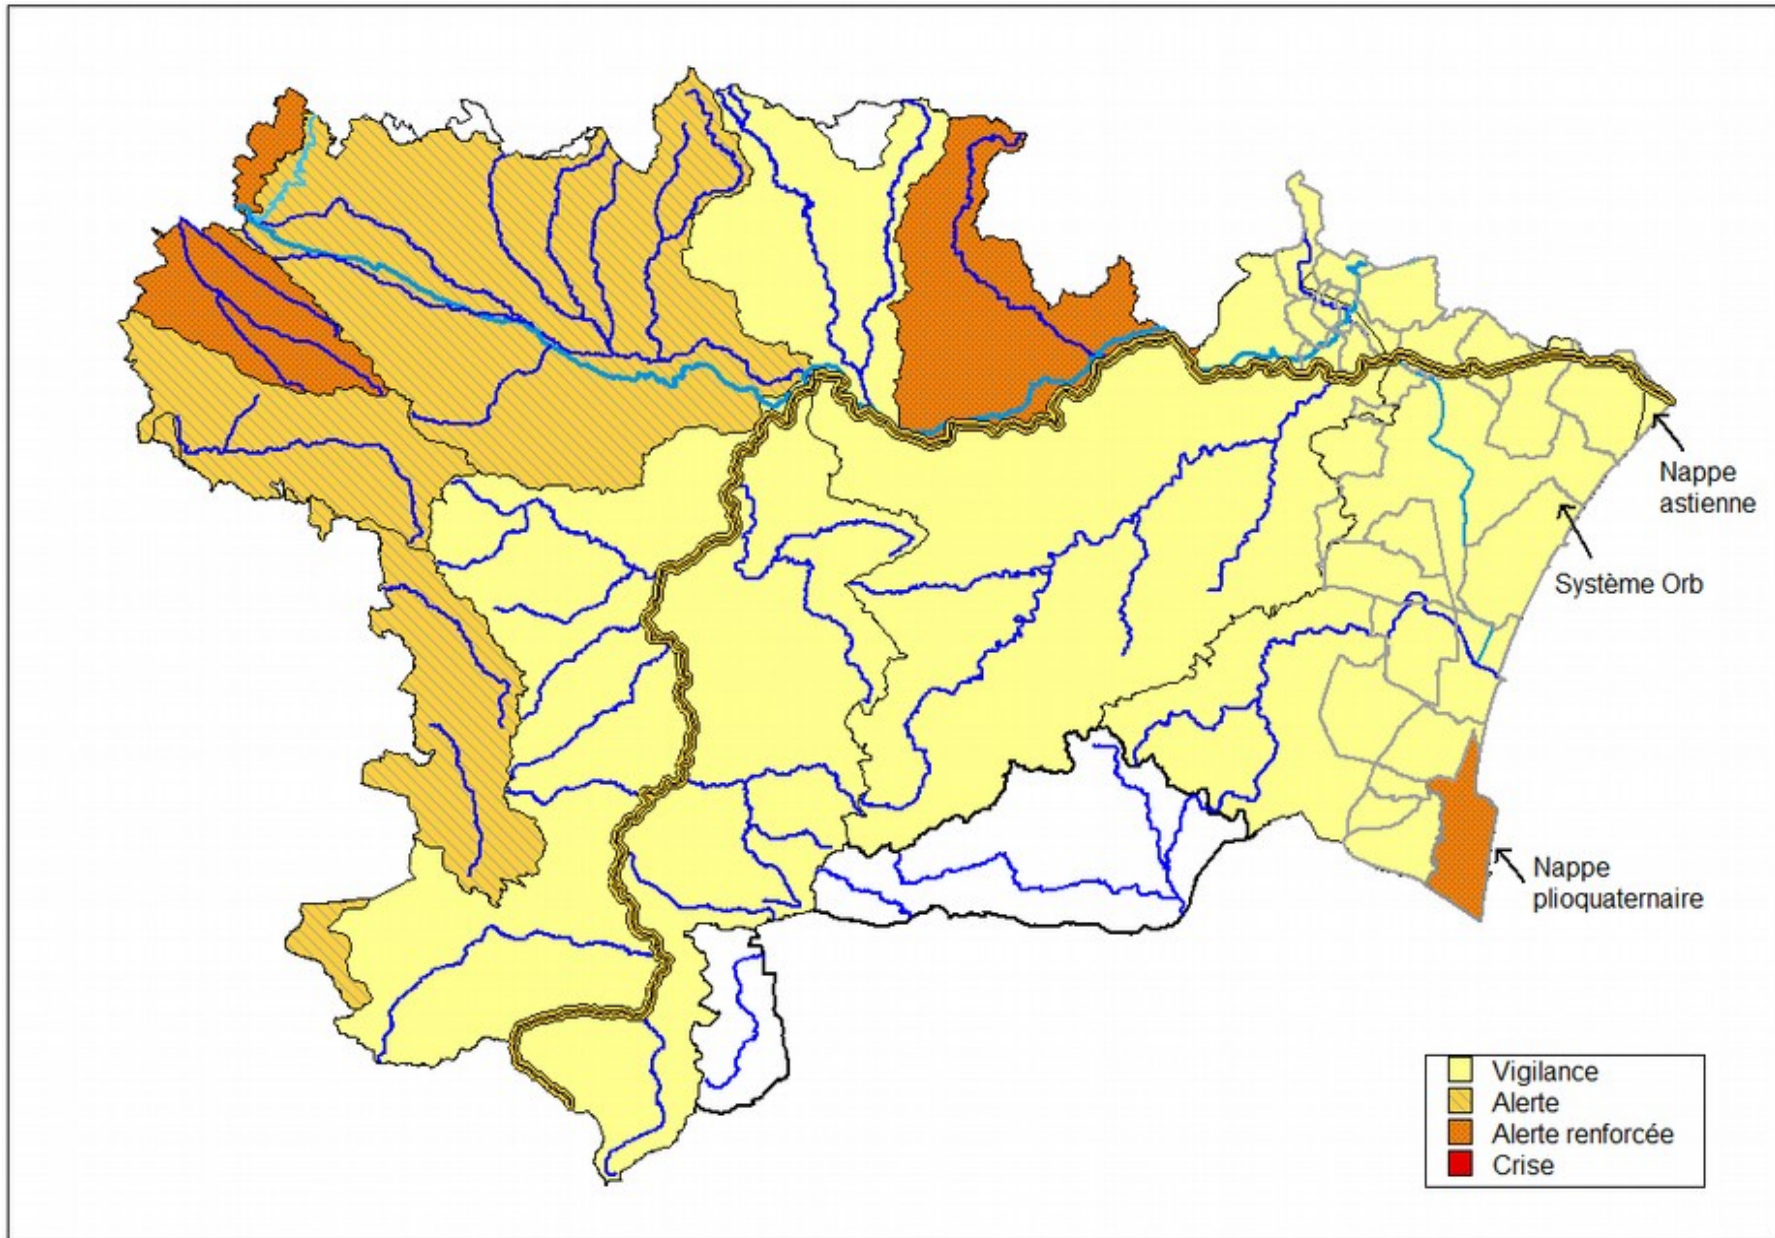 Nappe
astienne
Système Orb
Nappe
plioquaternaire
Vigilance
Alerte
Alerte renforcée
Crise